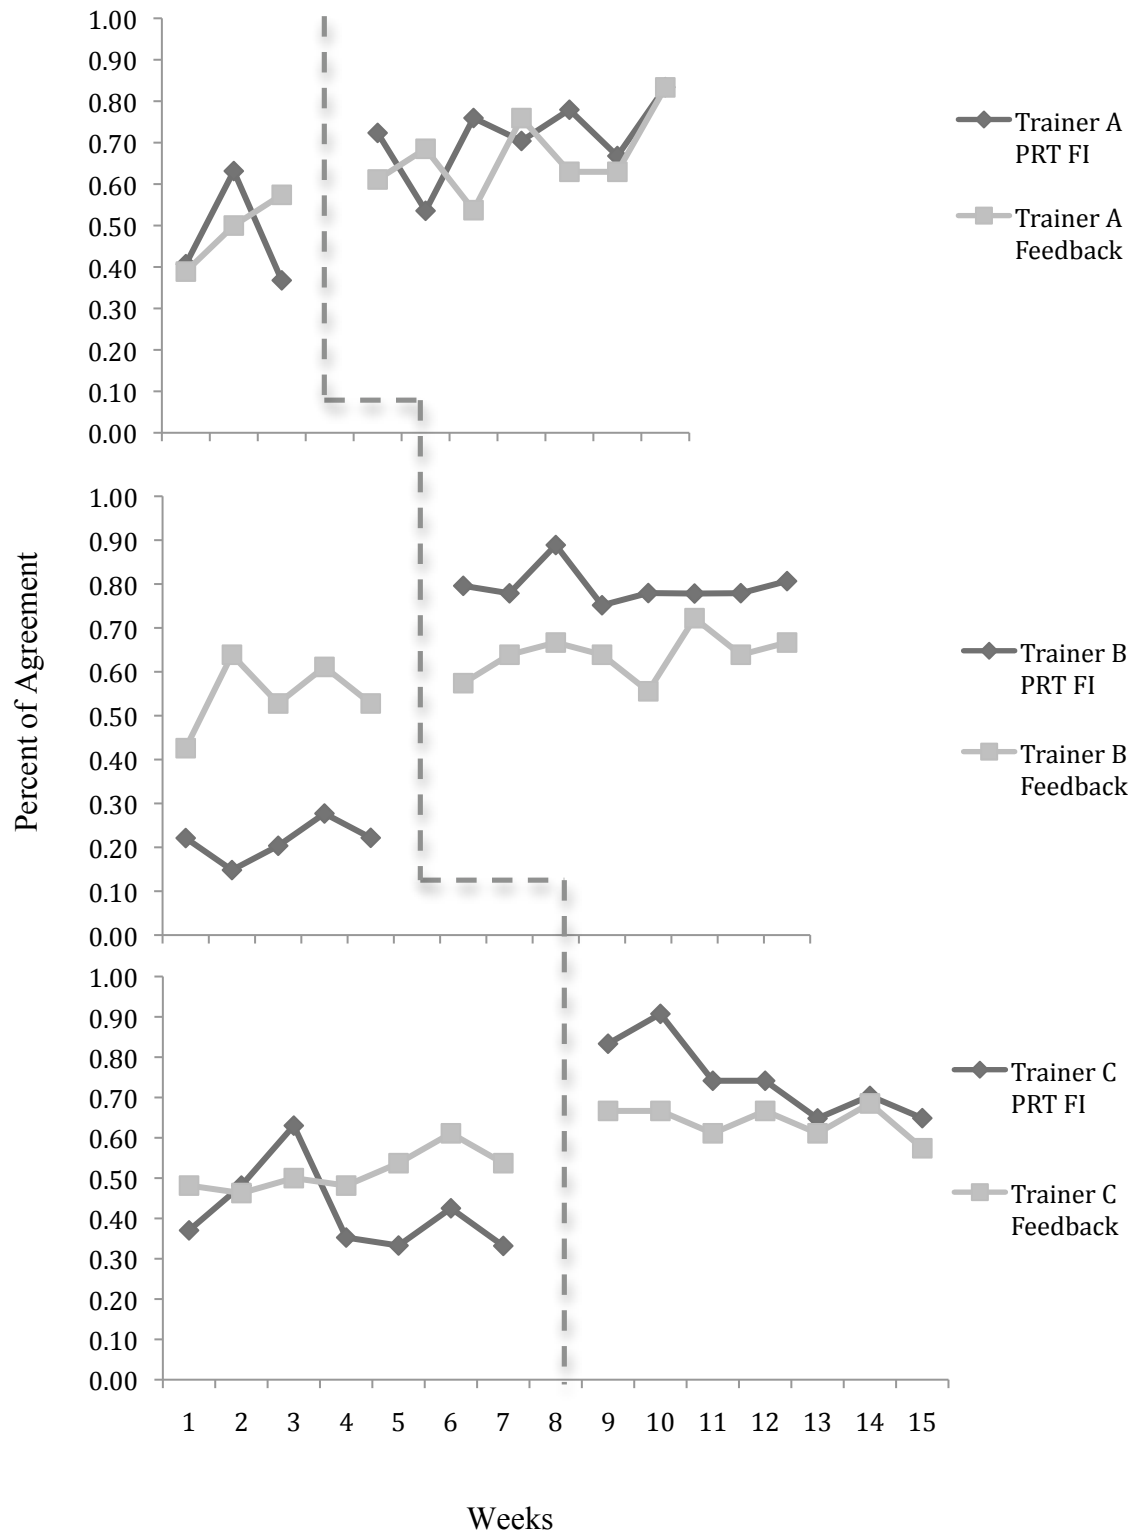 1.00
0.90
0.80
0.70
0.60
0.50
0.40
0.30
0.20
0.10
0.00
Trainer A
PRT FI
Trainer A
Feedback
Percent of Agreement
1.00
0.90
0.80
0.70
0.60
0.50
0.40
0.30
0.20
0.10
0.00
Trainer B
PRT FI
Trainer B
Feedback
1.00
0.90
0.80
0.70
0.60
0.50
0.40
0.30
0.20
0.10
0.00
Trainer C
PRT FI
Trainer C
Feedback
1 2 3 4 5 6 7 8 9 10 11 12 13 14 15
Weeks